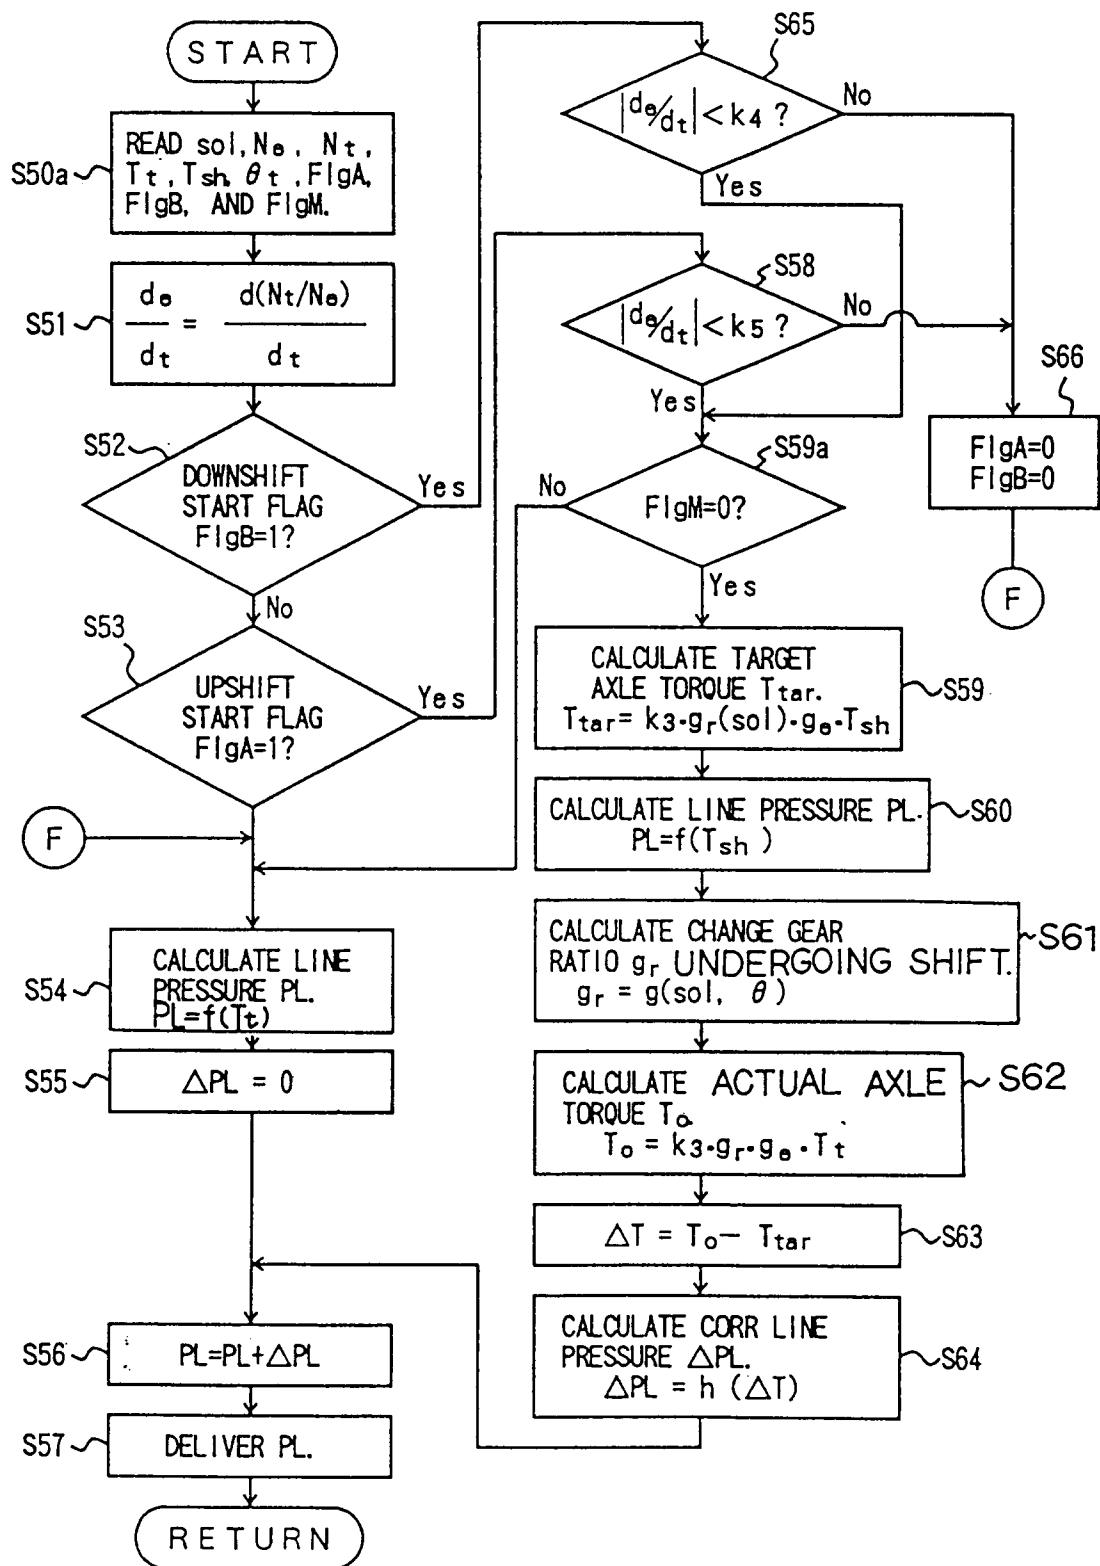 START
S50a
READ sol, Ne, Nt,
Tt, Tsh, θt, FlgA,
FlgB, AND FlgM.
S51
de/dt = d(Nt/Ne)/dt
S52
DOWNSHIFT
START FLAG
FlgB=1?
Yes
No
S53
UPSHIFT
START FLAG
FlgA=1?
Yes
F
S54
CALCULATE LINE
PRESSURE PL.
PL=f(Tt)
S55
△PL = 0
S56
PL=PL+△PL
S57
DELIVER PL.
RETURN
S65
|de/dt| < k4 ?
No
Yes
S58
|de/dt| < k5 ?
No
Yes
S66
FlgA=0
FlgB=0
F
S59a
FlgM=0?
No
Yes
S59
CALCULATE TARGET
AXLE TORQUE Ttar.
Ttar= k3·gr(sol)·ge·Tsh
S60
CALCULATE LINE PRESSURE PL.
PL=f(Tsh)
S61
CALCULATE CHANGE GEAR
RATIO gr UNDERGOING SHIFT.
gr = g(sol, θ)
S62
CALCULATE ACTUAL AXLE
TORQUE To.
To = k3·gr·ge·Tt
S63
△T = To− Ttar
S64
CALCULATE CORR LINE
PRESSURE △PL.
△PL = h (△T)